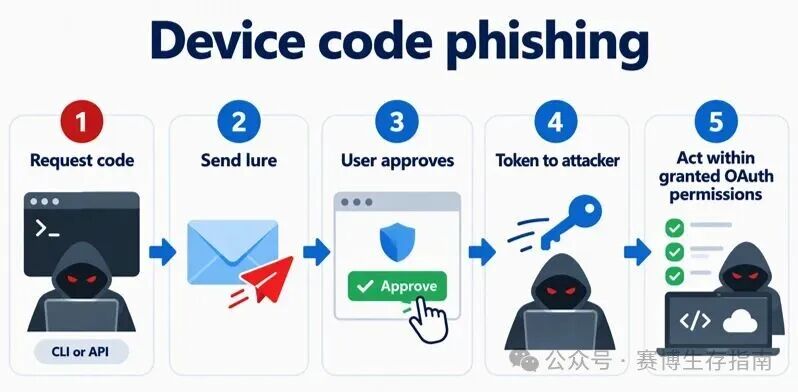 Device code phishing
1
Request code
>_
CLI or API
2
Send lure
3
User approves
Approve
4
Token to attacker
5
Act within
granted OAuth
permissions
</>
公众号 · 赛博生存指南